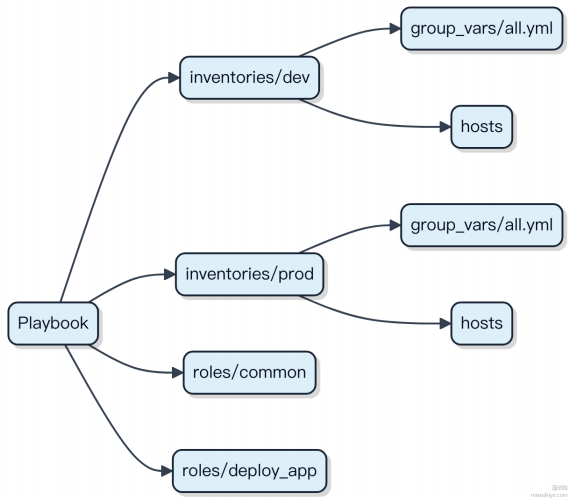 group_vars/all.yml
inventories/dev
hosts
group_vars/all.yml
inventories/prod
hosts
Playbook
roles/common
roles/deploy_app